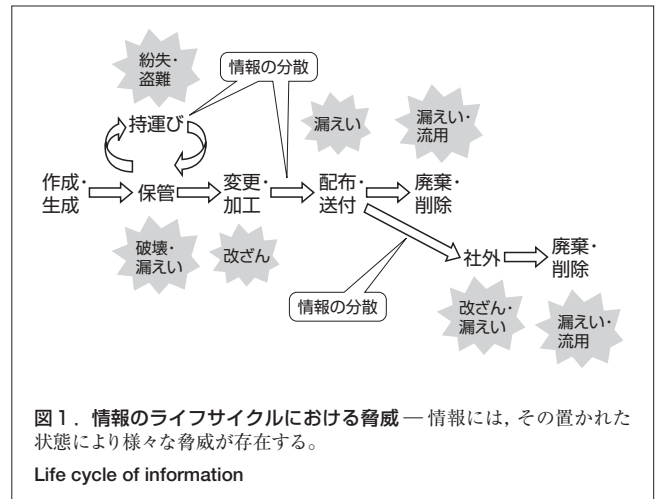 紛失・
盗難
情報の分散
持運び
漏えい
漏えい・
流用
作成・
生成
保管
変更・
加工
配布・
送付
廃棄・
削除
破壊・
漏えい
改ざん
社外
廃棄・
削除
情報の分散
改ざん・
漏えい
漏えい・
流用
図1．情報のライフサイクルにおける脅威 — 情報には，その置かれた
状態により様々な脅威が存在する。
Life cycle of information